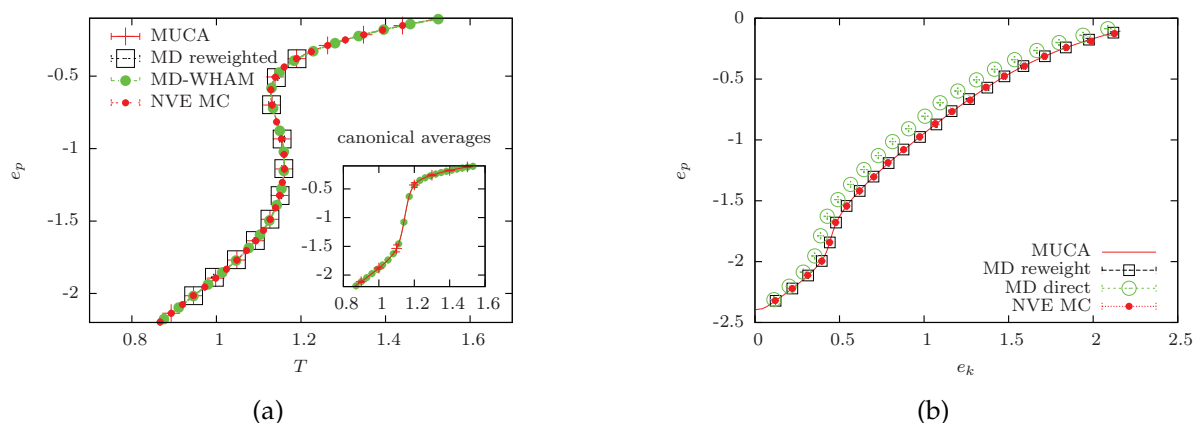 MUCA
MD reweighted
MD-WHAM
NVE MC
-0.5
-1
-1.5
-2
e_p
0.8 1 1.2 1.4 1.6
T
canonical averages
-0.5
-1
-1.5
-2
0.8 1 1.2 1.4 1.6
(a)
0
-0.5
-1
-1.5
-2
-2.5
e_p
MUCA
MD reweight
MD direct
NVE MC
0 0.5 1 1.5 2 2.5
e_k
(b)